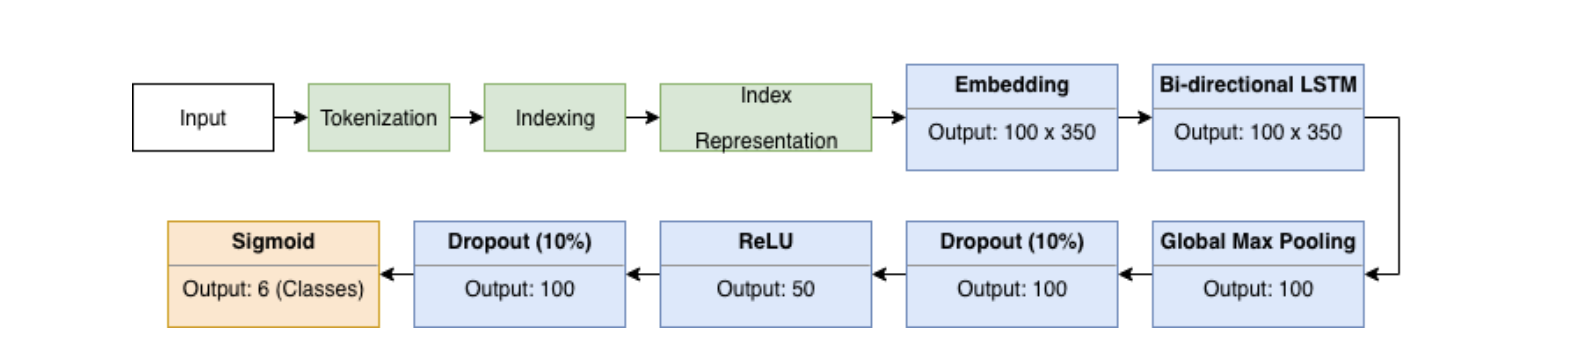 Input
Tokenization
Indexing
Index
Representation
Embedding
Output: 100 x 350
Bi-directional LSTM
Output: 100 x 350
Global Max Pooling
Output: 100
Dropout (10%)
Output: 100
ReLU
Output: 50
Dropout (10%)
Output: 100
Sigmoid
Output: 6 (Classes)